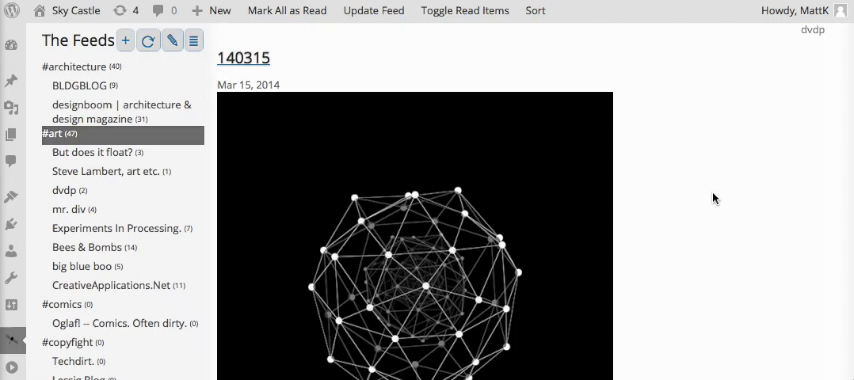 Sky Castle 4 0 New Mark All as Read Update Feed Toggle Read Items Sort Howdy, MattK
The Feeds
dvdp
140315
Mar 15, 2014
#architecture (40)
BLDGBLOG (9)
designboom | architecture &
design magazine (31)
#art (47)
But does it float? (3)
Steve Lambert, art etc. (1)
dvdp (2)
mr. div (4)
Experiments In Processing. (7)
Bees & Bombs (14)
big blue boo (5)
CreativeApplications.Net (11)
#comics (0)
Oglaf! -- Comics. Often dirty. (0)
#copyfight (0)
Techdirt. (0)
Lessig Blog (0)